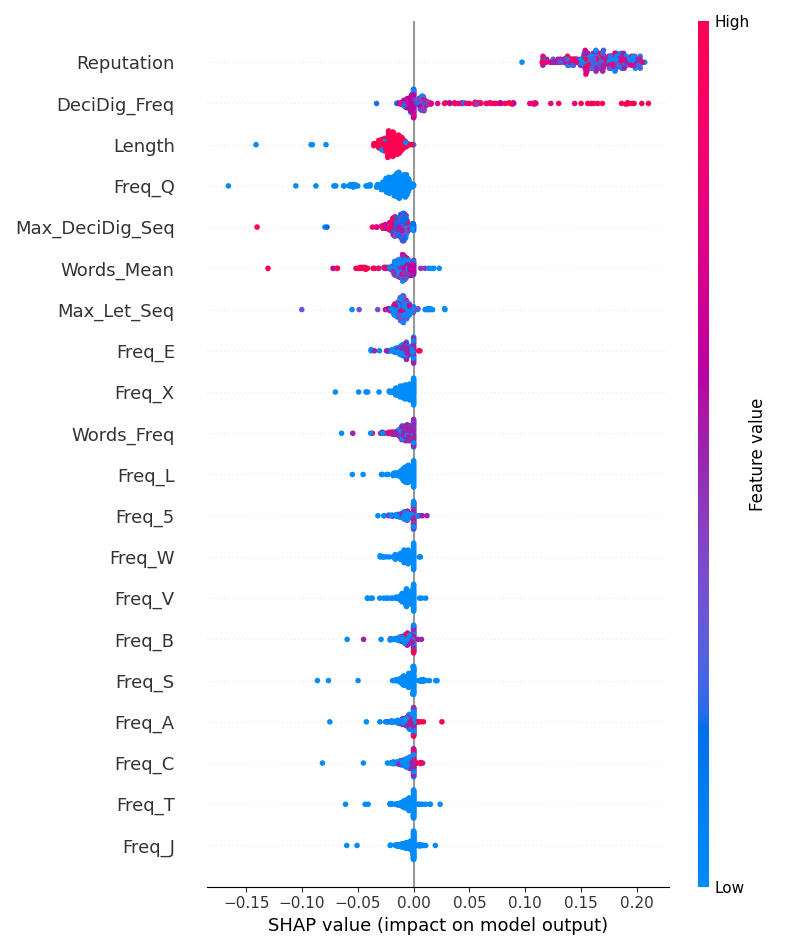 High
Reputation
DeciDig_Freq
Length
Freq_Q
Max_DeciDig_Seq
Words_Mean
Max_Let_Seq
Freq_E
Freq_X
Words_Freq
Freq_L
Freq_5
Freq_W
Freq_V
Freq_B
Freq_S
Freq_A
Freq_C
Freq_T
Freq_J
Feature value
Low
−0.15 −0.10 −0.05 0.00 0.05 0.10 0.15 0.20
SHAP value (impact on model output)